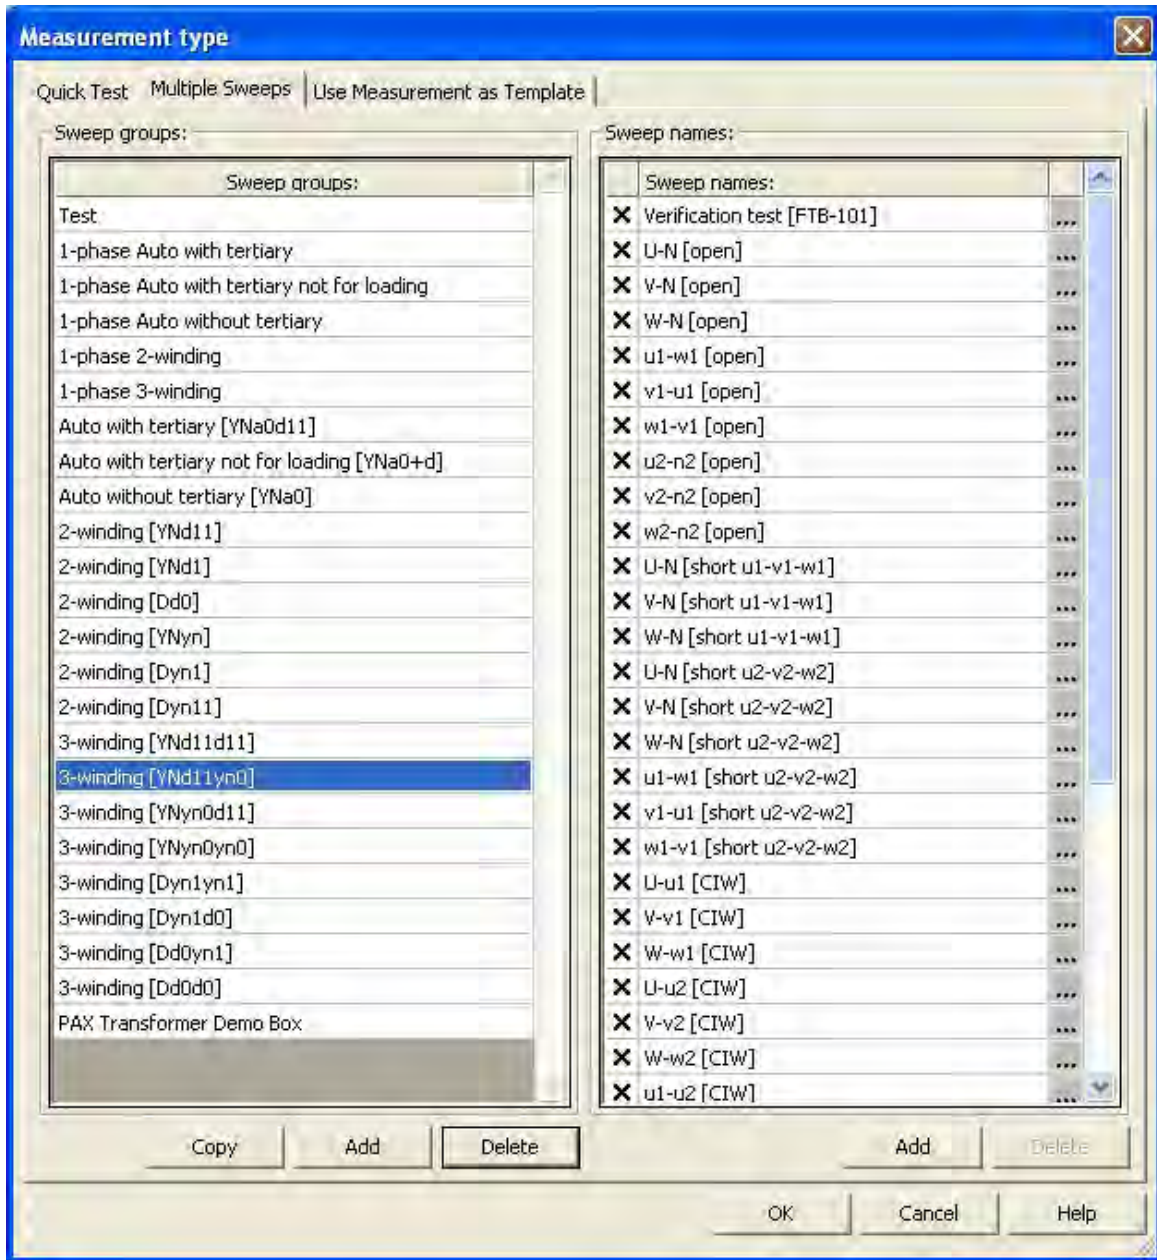 Measurement type
Quick Test Multiple Sweeps Use Measurement as Template
Sweep groups:
Sweep groups:
Test
1-phase Auto with tertiary
1-phase Auto with tertiary not for loading
1-phase Auto without tertiary
1-phase 2-winding
1-phase 3-winding
Auto with tertiary [YNa0d11]
Auto with tertiary not for loading [YNa0+d]
Auto without tertiary [YNa0]
2-winding [YNd11]
2-winding [YNd1]
2-winding [Dd0]
2-winding [YNyn]
2-winding [Dyn1]
2-winding [Dyn11]
3-winding [YNd11d11]
3-winding [YNd11yn0]
3-winding [YNyn0d11]
3-winding [YNyn0yn0]
3-winding [Dyn1yn1]
3-winding [Dyn1d0]
3-winding [Dd0yn1]
3-winding [Dd0d0]
PAX Transformer Demo Box
Copy Add Delete
Sweep names:
Sweep names:
Verification test [FTB-101] ...
U-N [open] ...
V-N [open] ...
W-N [open] ...
u1-w1 [open] ...
v1-u1 [open] ...
w1-v1 [open] ...
u2-n2 [open] ...
v2-n2 [open] ...
w2-n2 [open] ...
U-N [short u1-v1-w1] ...
V-N [short u1-v1-w1] ...
W-N [short u1-v1-w1] ...
U-N [short u2-v2-w2] ...
V-N [short u2-v2-w2] ...
W-N [short u2-v2-w2] ...
u1-w1 [short u2-v2-w2] ...
v1-u1 [short u2-v2-w2] ...
w1-v1 [short u2-v2-w2] ...
U-u1 [CIW] ...
V-v1 [CIW] ...
W-w1 [CIW] ...
U-u2 [CIW] ...
V-v2 [CIW] ...
W-w2 [CIW] ...
u1-u2 [CIW] ...
Add Delete
OK Cancel Help